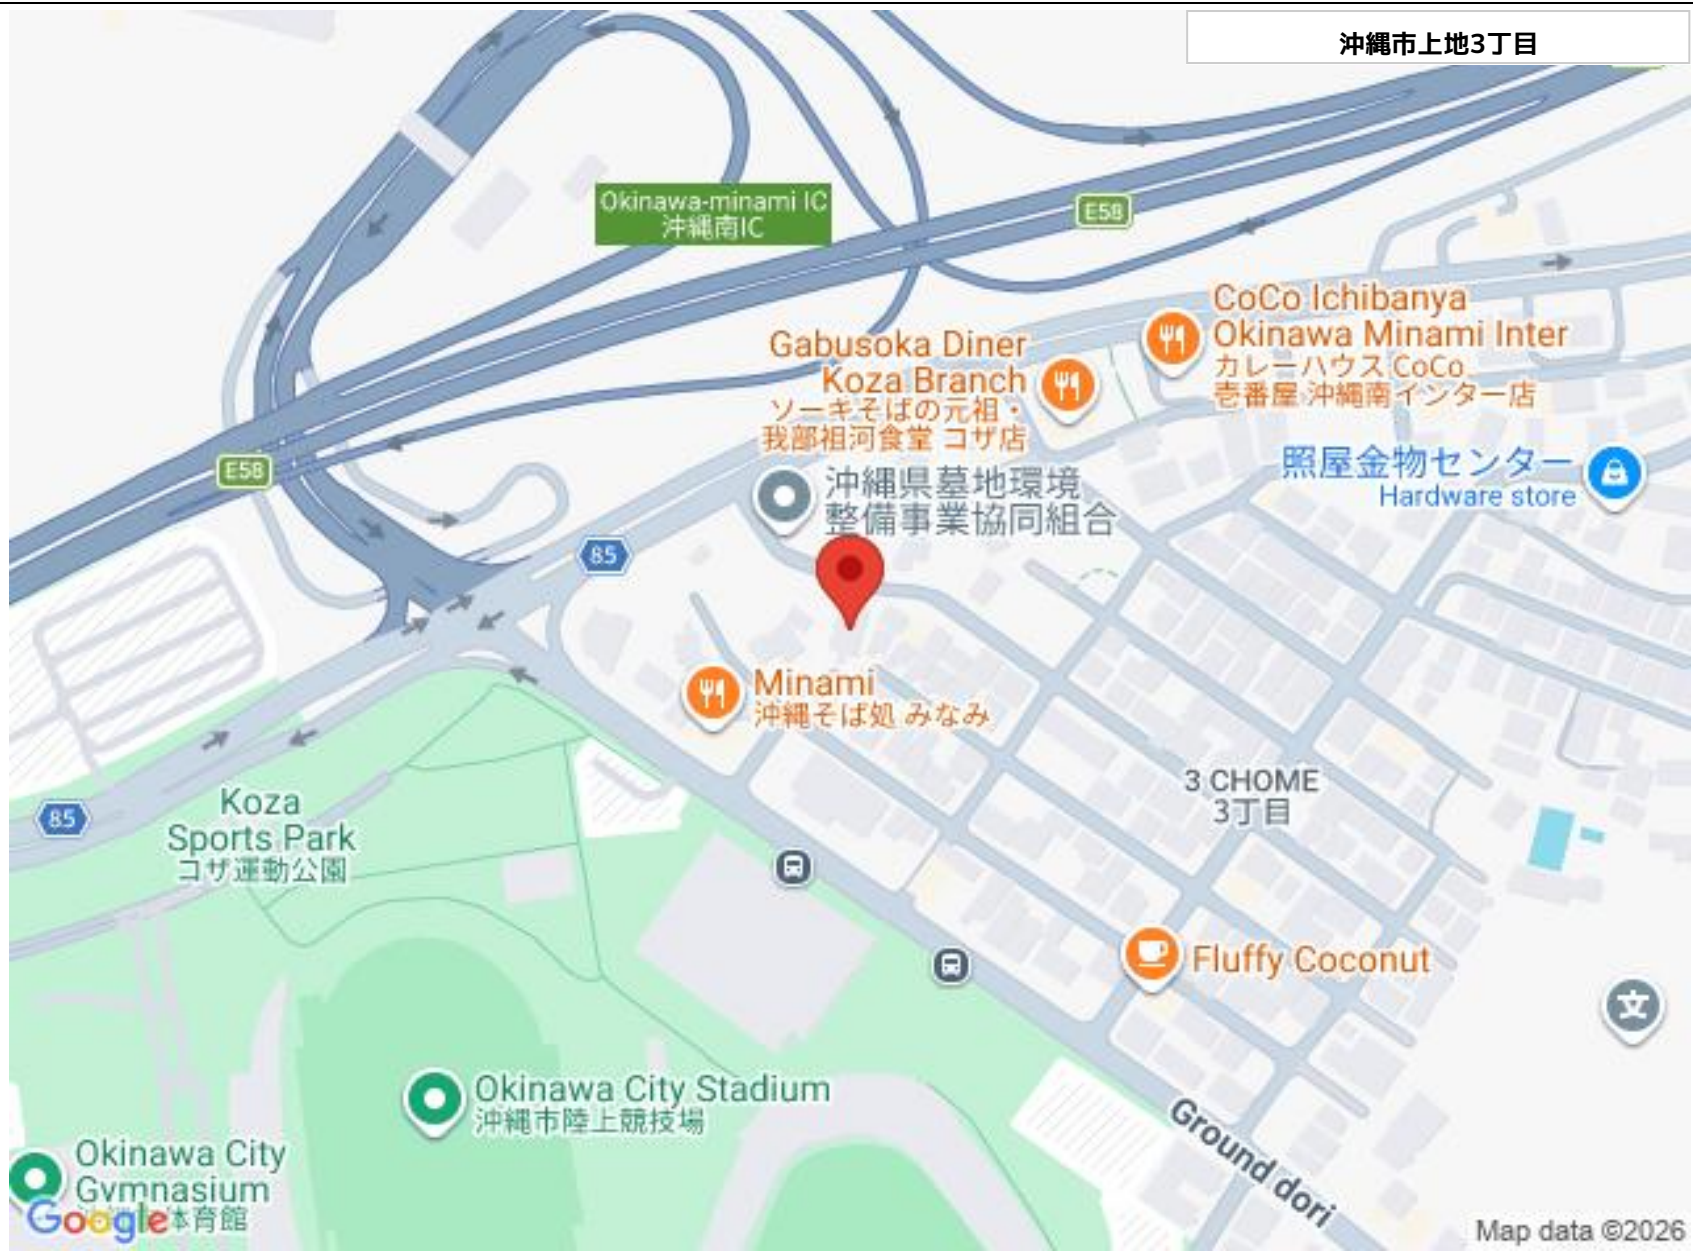 沖縄市上地3丁目
Okinawa-minami IC
沖縄南IC
E58
CoCo Ichibanya
Okinawa Minami Inter
カレーハウス CoCo
壱番屋 沖縄南インター店
Gabusoka Diner
Koza Branch
ソーキそばの元祖・
我部祖河食堂 コザ店
E58
照屋金物センター
Hardware store
沖縄県墓地環境
整備事業協同組合
85
Minami
沖縄そば処 みなみ
3 CHOME
3丁目
85
Koza
Sports Park
コザ運動公園
Fluffy Coconut
文
Okinawa City Stadium
沖縄市陸上競技場
Ground dori
Okinawa City
Gymnasium
体育館
Google
Map data ©2026